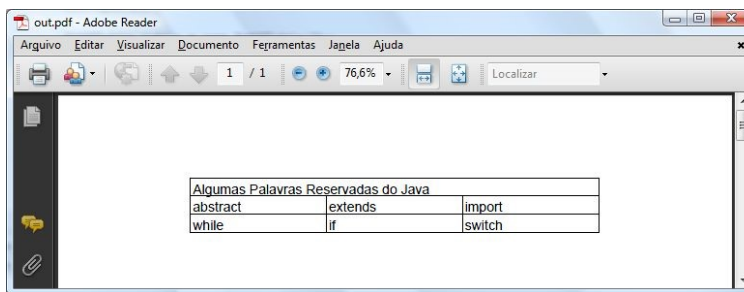 out.pdf - Adobe Reader
Arquivo Editar Visualizar Documento Ferramentas Janela Ajuda
1 / 1 76,6% Localizar
Algumas Palavras Reservadas do Java
abstract extends import
while if switch